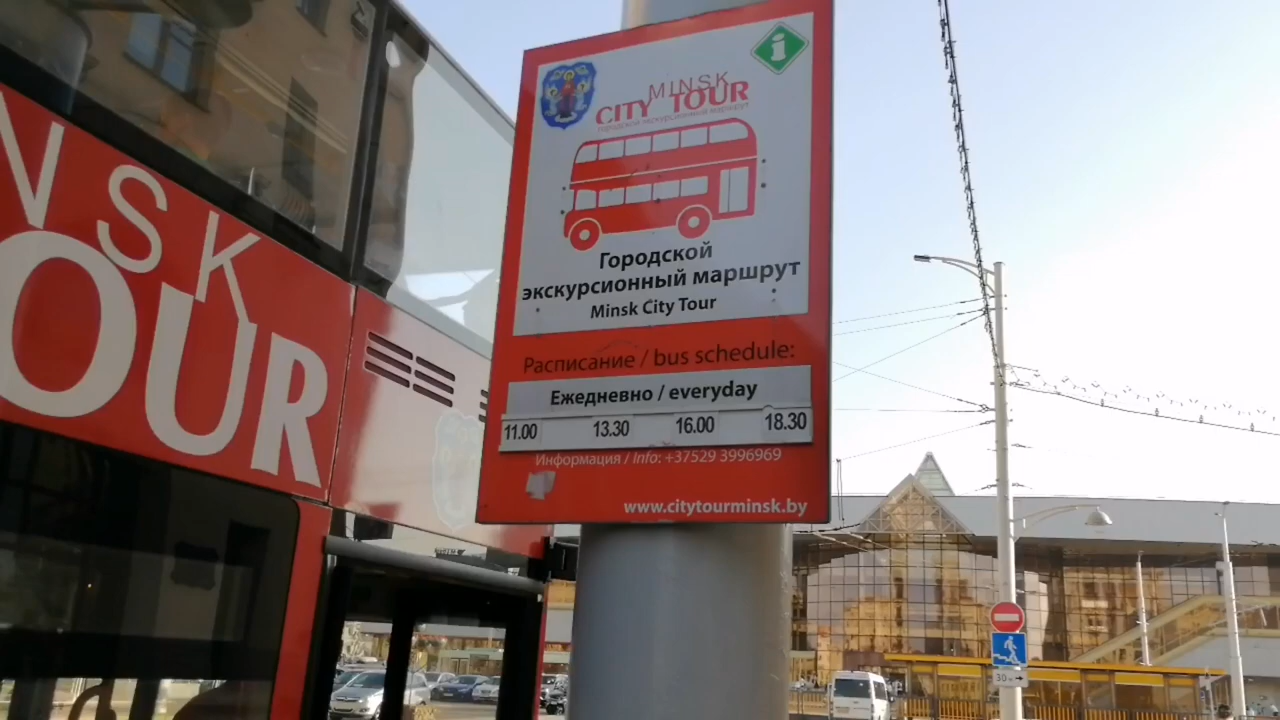 NSK
OUR
MINSK
CITY TOUR
городской экскурсионный маршрут
i
Городской
экскурсионный маршрут
Minsk City Tour
Расписание / bus schedule:
Ежедневно / everyday
11.00 13.30 16.00 18.30
Информация / Info: +37529 3996969
www.citytourminsk.by
30 м